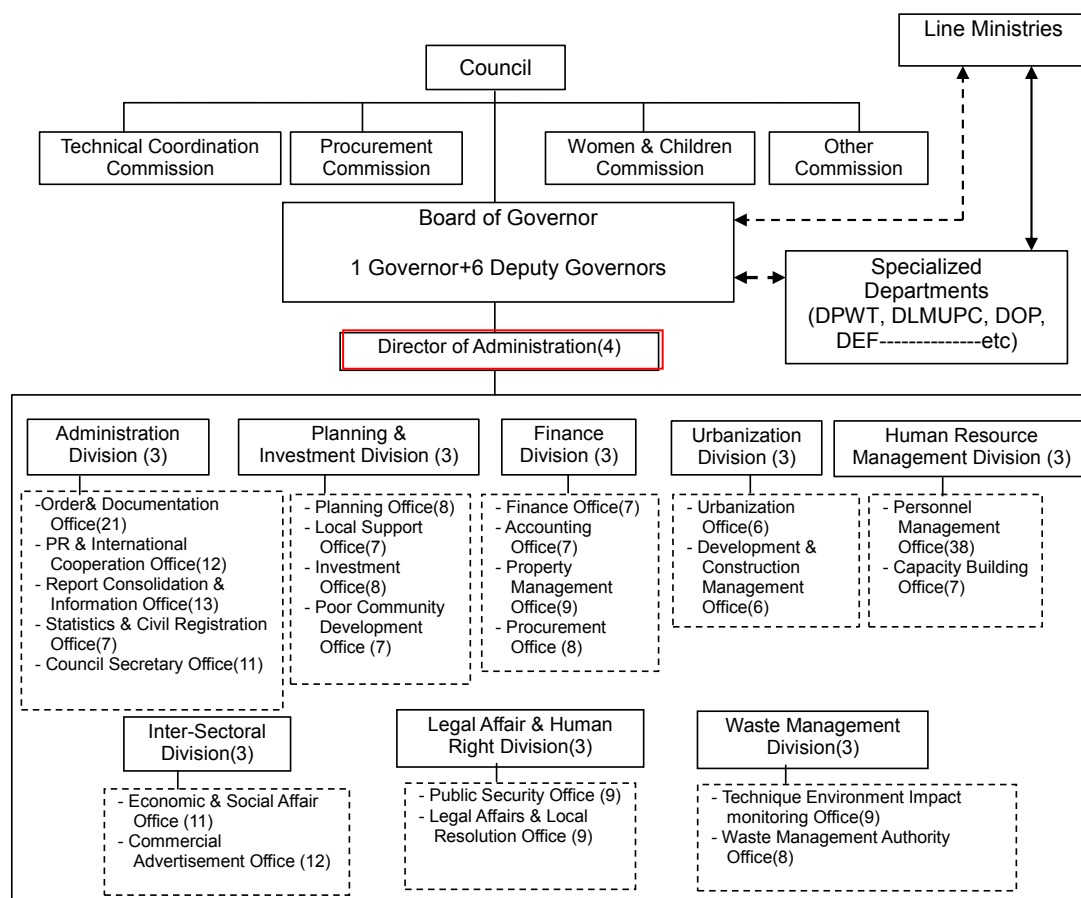 Line Ministries
Council
Technical Coordination
Commission
Procurement
Commission
Women & Children
Commission
Other
Commission
Board of Governor
1 Governor+6 Deputy Governors
Specialized
Departments
(DPWT, DLMUPC, DOP,
DEF--------------etc)
Director of Administration(4)
Administration
Division (3)
-Order& Documentation
Office(21)
- PR & International
Cooperation Office(12)
- Report Consolidation &
Information Office(13)
- Statistics & Civil Registration
Office(7)
- Council Secretary Office(11)
Planning &
Investment Division (3)
- Planning Office(8)
- Local Support
Office(7)
- Investment
Office(8)
- Poor Community
Development
Office (7)
Finance
Division (3)
- Finance Office(7)
- Accounting
Office(7)
- Property
Management
Office(9)
- Procurement
Office (8)
Urbanization
Division (3)
- Urbanization
Office(6)
- Development &
Construction
Management
Office(6)
Human Resource
Management Division (3)
- Personnel
Management
Office(38)
- Capacity Building
Office(7)
Inter-Sectoral
Division(3)
- Economic & Social Affair
Office (11)
- Commercial
Advertisement Office (12)
Legal Affair & Human
Right Division(3)
- Public Security Office (9)
- Legal Affairs & Local
Resolution Office (9)
Waste Management
Division(3)
- Technique Environment Impact
monitoring Office(9)
- Waste Management Authority
Office(8)